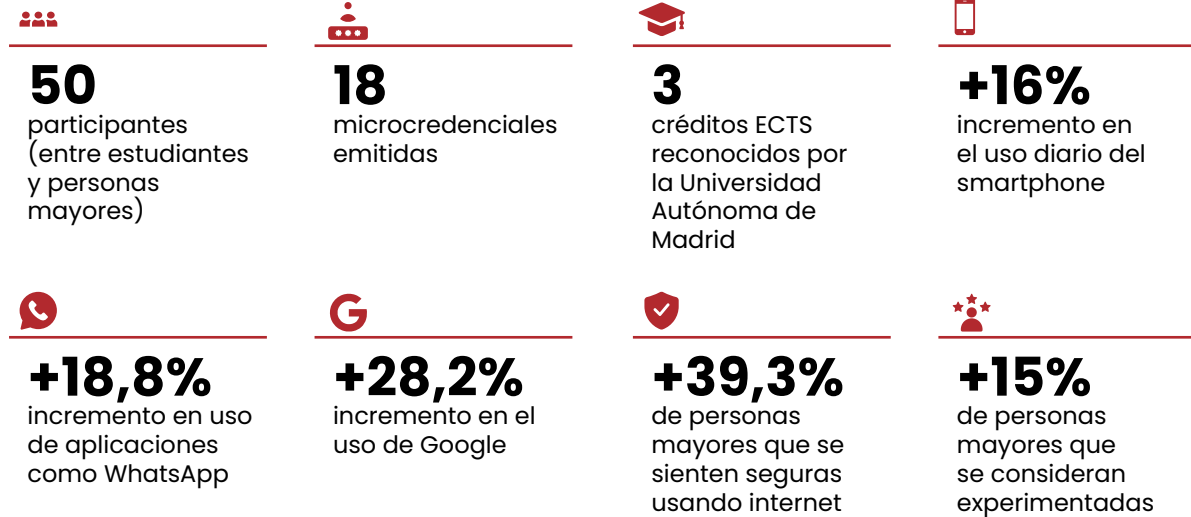 50
participantes
(entre estudiantes
y personas
mayores)
18
microcredenciales
emitidas
3
créditos ECTS
reconocidos por
la Universidad
Autónoma de
Madrid
+16%
incremento en
el uso diario del
smartphone
+18,8%
incremento en uso
de aplicaciones
como WhatsApp
+28,2%
incremento en el
uso de Google
+39,3%
de personas
mayores que se
sienten seguras
usando internet
+15%
de personas
mayores que
se consideran
experimentadas